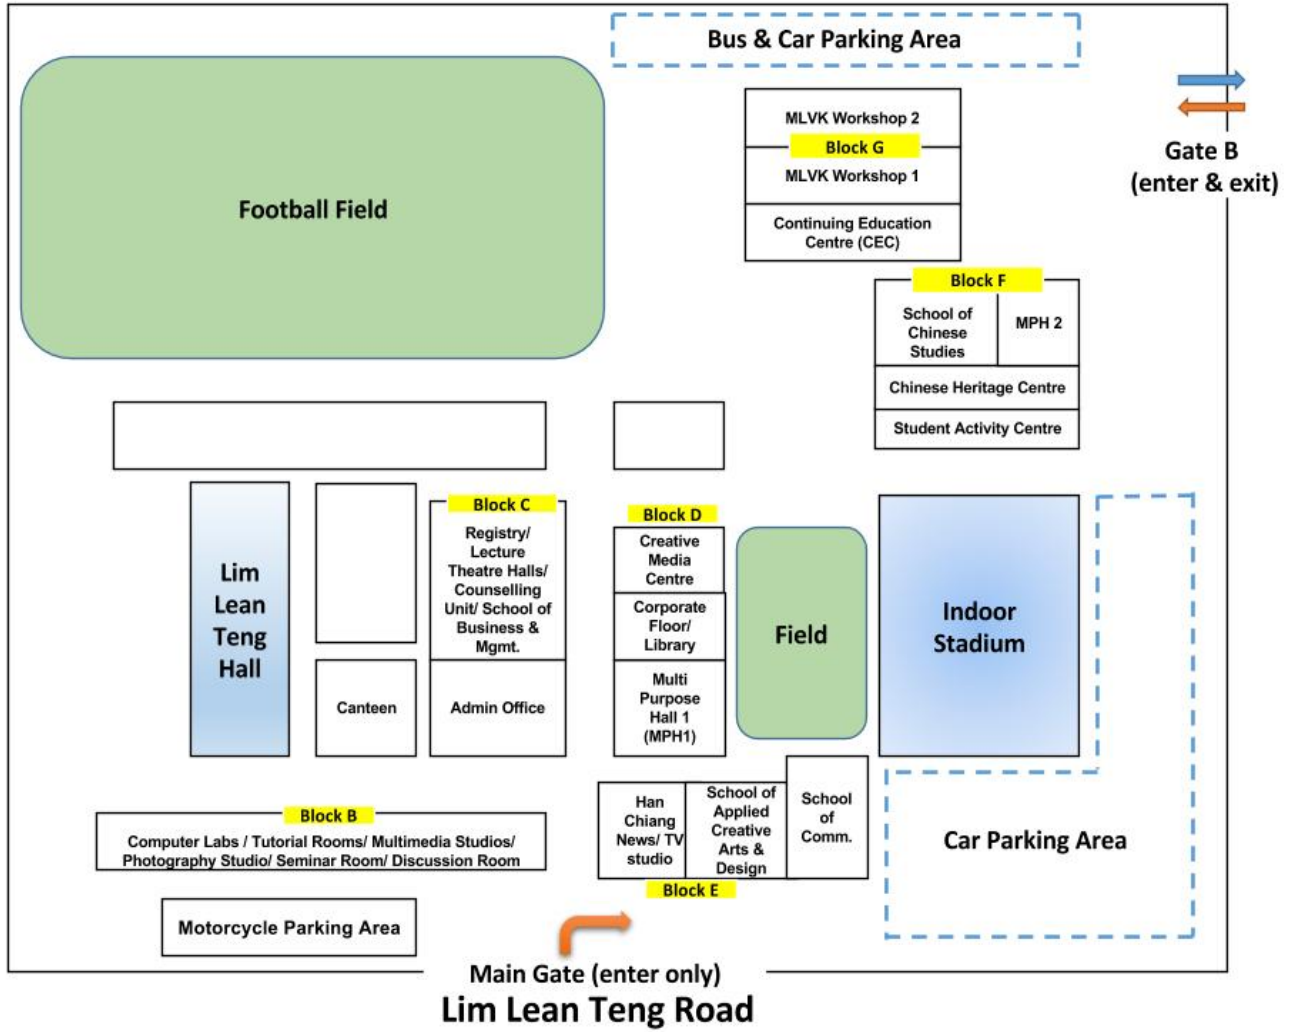 Bus & Car Parking Area
Football Field
MLVK Workshop 2
Block G
MLVK Workshop 1
Continuing Education
Centre (CEC)
Gate B
(enter & exit)
Block F
School of
Chinese
Studies
MPH 2
Chinese Heritage Centre
Student Activity Centre
Lim
Lean
Teng
Hall
Canteen
Block C
Registry/
Lecture
Theatre Halls/
Counselling
Unit/ School of
Business &
Mgmt.
Admin Office
Block D
Creative
Media
Centre
Corporate
Floor/
Library
Multi
Purpose
Hall 1
(MPH1)
Field
Indoor
Stadium
Block B
Computer Labs / Tutorial Rooms/ Multimedia Studios/
Photography Studio/ Seminar Room/ Discussion Room
Han
Chiang
News/ TV
studio
School of
Applied
Creative
Arts &
Design
School
of
Comm.
Block E
Car Parking Area
Motorcycle Parking Area
Main Gate (enter only)
Lim Lean Teng Road